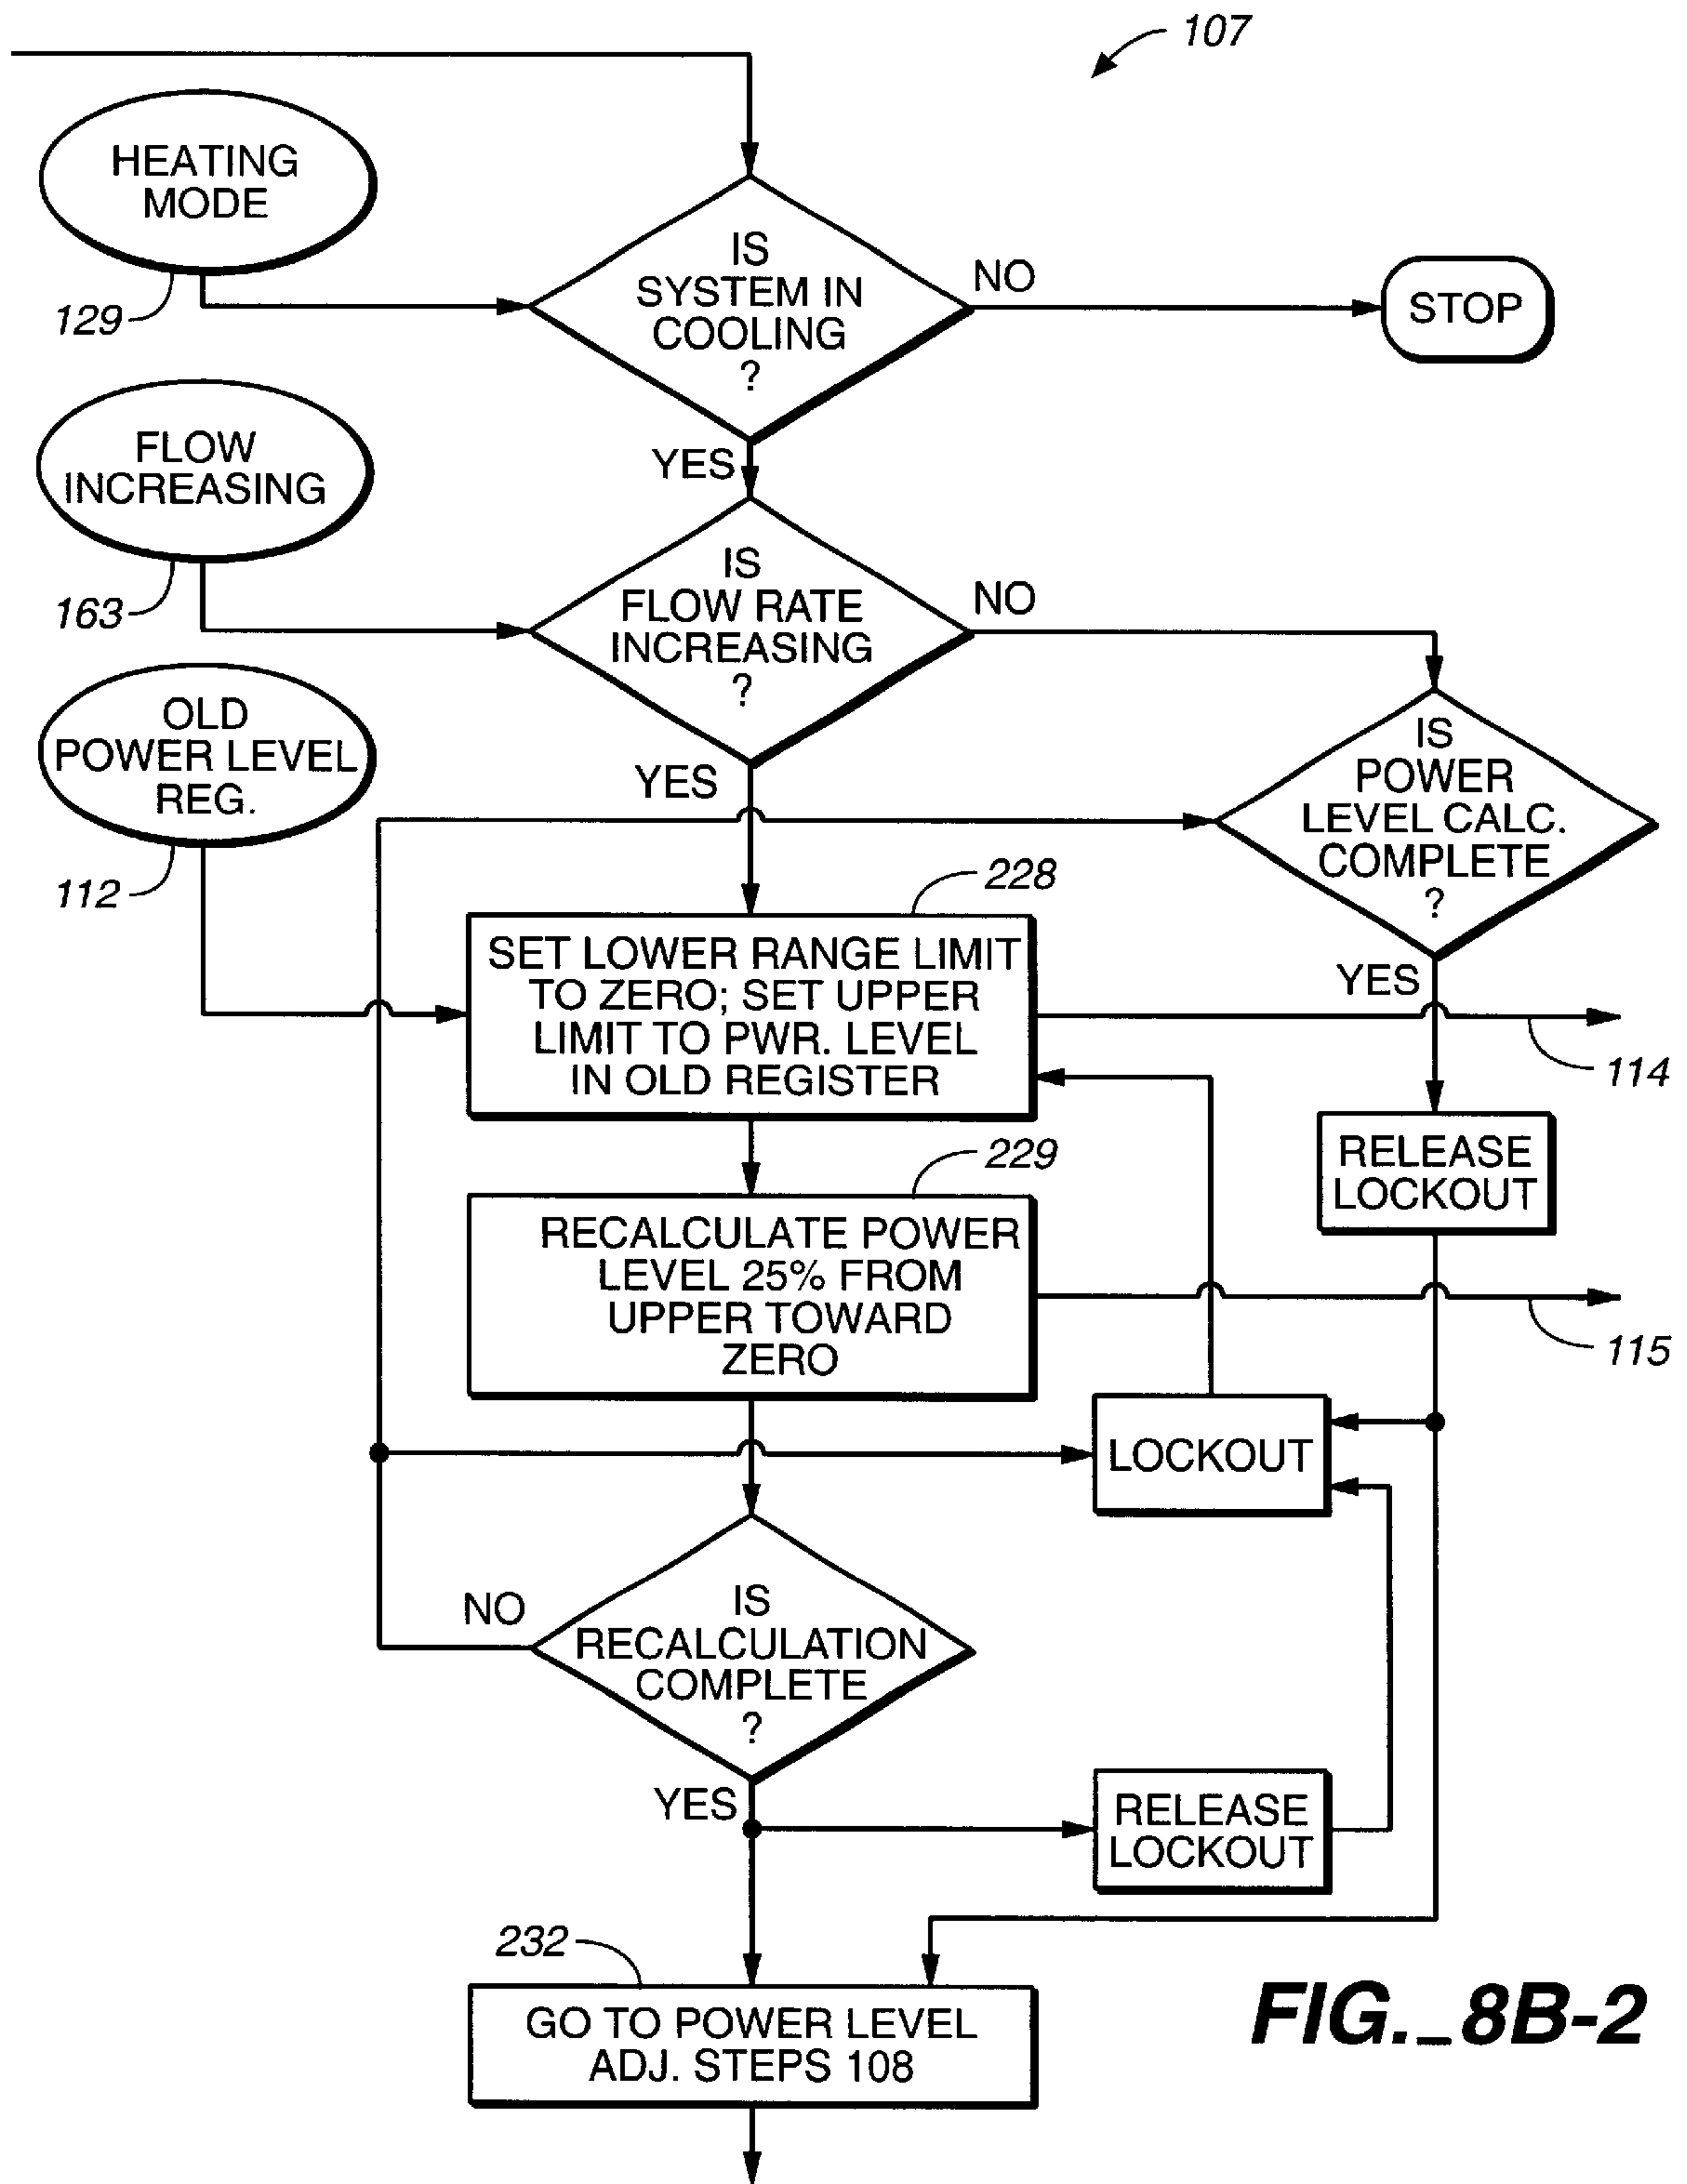 107
HEATING
MODE
129
IS
SYSTEM IN
COOLING
?
NO
STOP
YES
FLOW
INCREASING
163
IS
FLOW RATE
INCREASING
?
NO
YES
OLD
POWER LEVEL
REG.
112
IS
POWER
LEVEL CALC.
COMPLETE
?
YES
228
SET LOWER RANGE LIMIT
TO ZERO; SET UPPER
LIMIT TO PWR. LEVEL
IN OLD REGISTER
114
RELEASE
LOCKOUT
229
RECALCULATE POWER
LEVEL 25% FROM
UPPER TOWARD
ZERO
115
LOCKOUT
NO
IS
RECALCULATION
COMPLETE
?
YES
RELEASE
LOCKOUT
232
GO TO POWER LEVEL
ADJ. STEPS 108
FIG._8B-2